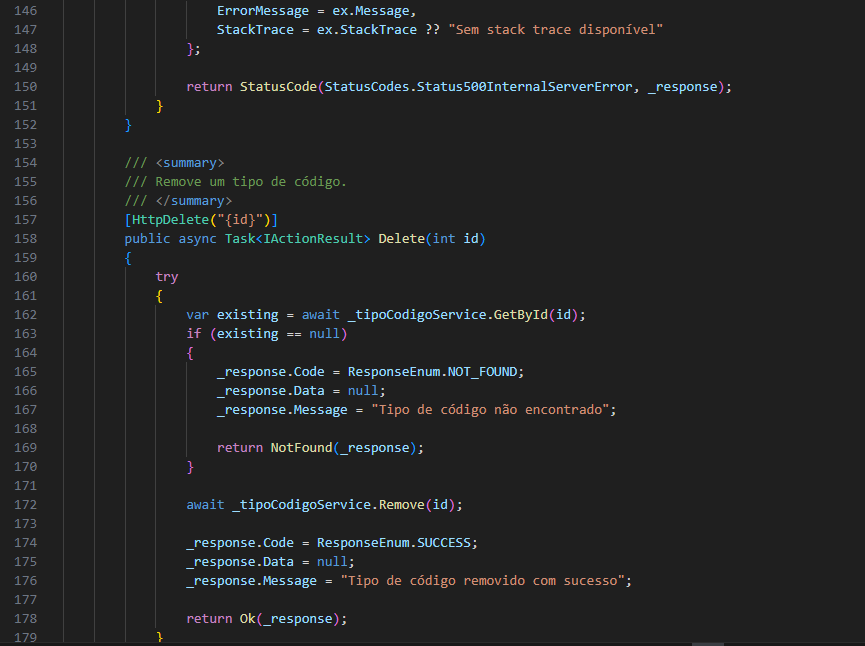 146 ErrorMessage = ex.Message,
147 StackTrace = ex.StackTrace ?? "Sem stack trace disponível"
148 };
149
150 return StatusCode(StatusCodes.Status500InternalServerError, _response);
151 }
152 }
153
154 /// <summary>
155 /// Remove um tipo de código.
156 /// </summary>
157 [HttpDelete("{id}")]
158 public async Task<IActionResult> Delete(int id)
159 {
160 try
161 {
162 var existing = await _tipoCodigoService.GetById(id);
163 if (existing == null)
164 {
165 _response.Code = ResponseEnum.NOT_FOUND;
166 _response.Data = null;
167 _response.Message = "Tipo de código não encontrado";
168
169 return NotFound(_response);
170 }
171
172 await _tipoCodigoService.Remove(id);
173
174 _response.Code = ResponseEnum.SUCCESS;
175 _response.Data = null;
176 _response.Message = "Tipo de código removido com sucesso";
177
178 return Ok(_response);
179 }